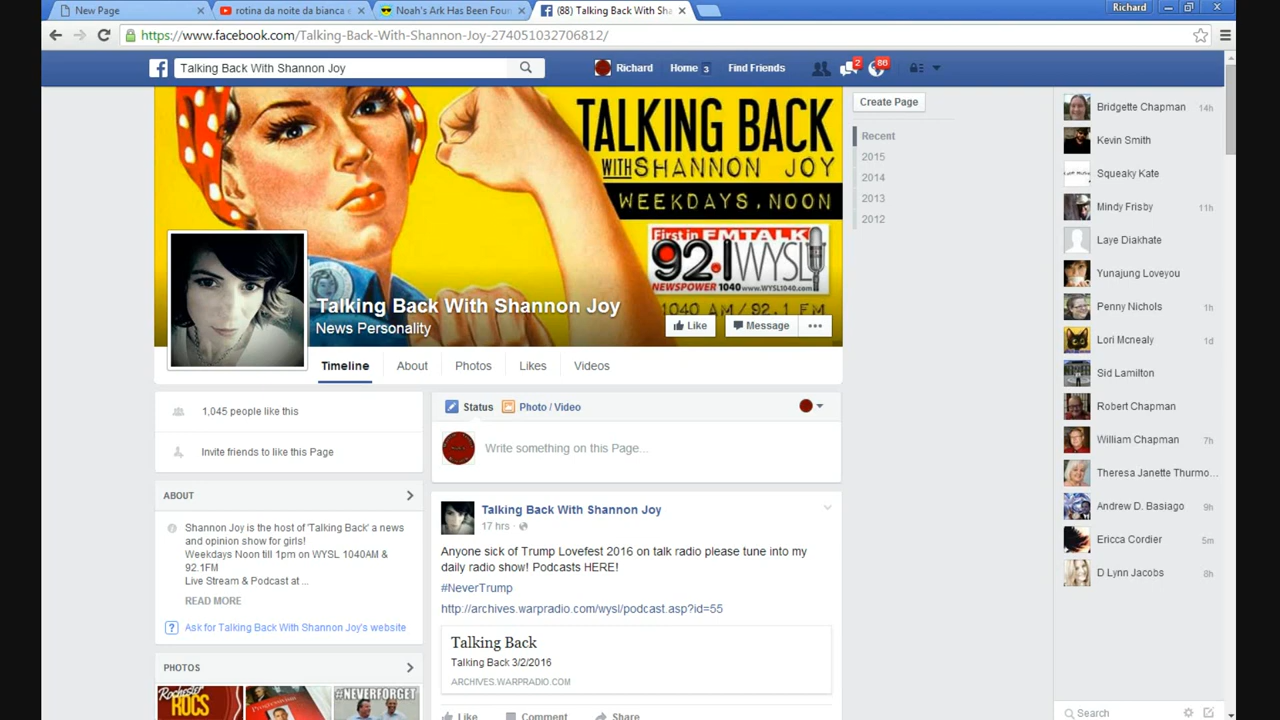 New Page
rotina da noite da bianca e
Noah's Ark Has Been Foun
(88) Talking Back With Sha
Richard
https://www.facebook.com/Talking-Back-With-Shannon-Joy-274051032706812/
Talking Back With Shannon Joy
Richard
Home 3
Find Friends
2
86
TALKING BACK
WITH SHANNON JOY
WEEKDAYS, NOON
First in FMTALK
92.1 WYSL
NEWSPOWER 1040 www.WYSL1040.com
1040 AM / 92.1 FM
Talking Back With Shannon Joy
News Personality
Like
Message
Timeline
About
Photos
Likes
Videos
1,045 people like this
Invite friends to like this Page
ABOUT
Shannon Joy is the host of 'Talking Back' a news
and opinion show for girls!
Weekdays Noon till 1pm on WYSL 1040AM &
92.1FM
Live Stream & Podcast at ...
READ MORE
Ask for Talking Back With Shannon Joy's website
PHOTOS
Rochester
ROCS
#NEVERFORGET
Status
Photo / Video
Write something on this Page...
Talking Back With Shannon Joy
17 hrs ·
Anyone sick of Trump Lovefest 2016 on talk radio please tune into my
daily radio show! Podcasts HERE!
#NeverTrump
http://archives.warpradio.com/wysl/podcast.asp?id=55
Talking Back
Talking Back 3/2/2016
ARCHIVES.WARPRADIO.COM
Like
Comment
Share
Create Page
Recent
2015
2014
2013
2012
Bridgette Chapman 14h
Kevin Smith
Squeaky Kate
Mindy Frisby 11h
Laye Diakhate
Yunajung Loveyou
Penny Nichols 1h
Lori Mcnealy 1d
Sid Lamilton
Robert Chapman
William Chapman 7h
Theresa Janette Thurmo...
Andrew D. Basiago 9h
Ericca Cordier 5m
D Lynn Jacobs 8h
Search